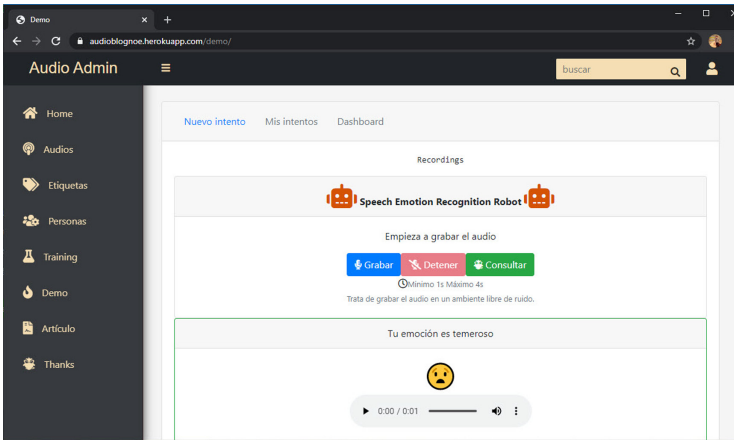 Demo
audioblognoe.herokuapp.com/demo/
Audio Admin
buscar
Home
Audios
Etiquetas
Personas
Training
Demo
Artículo
Thanks
Nuevo intento Mis intentos Dashboard
Recordings
Speech Emotion Recognition Robot
Empieza a grabar el audio
Grabar Detener Consultar
Minimo 1s Máximo 4s
Trata de grabar el audio en un ambiente libre de ruido.
Tu emoción es temeroso
0:00 / 0:01